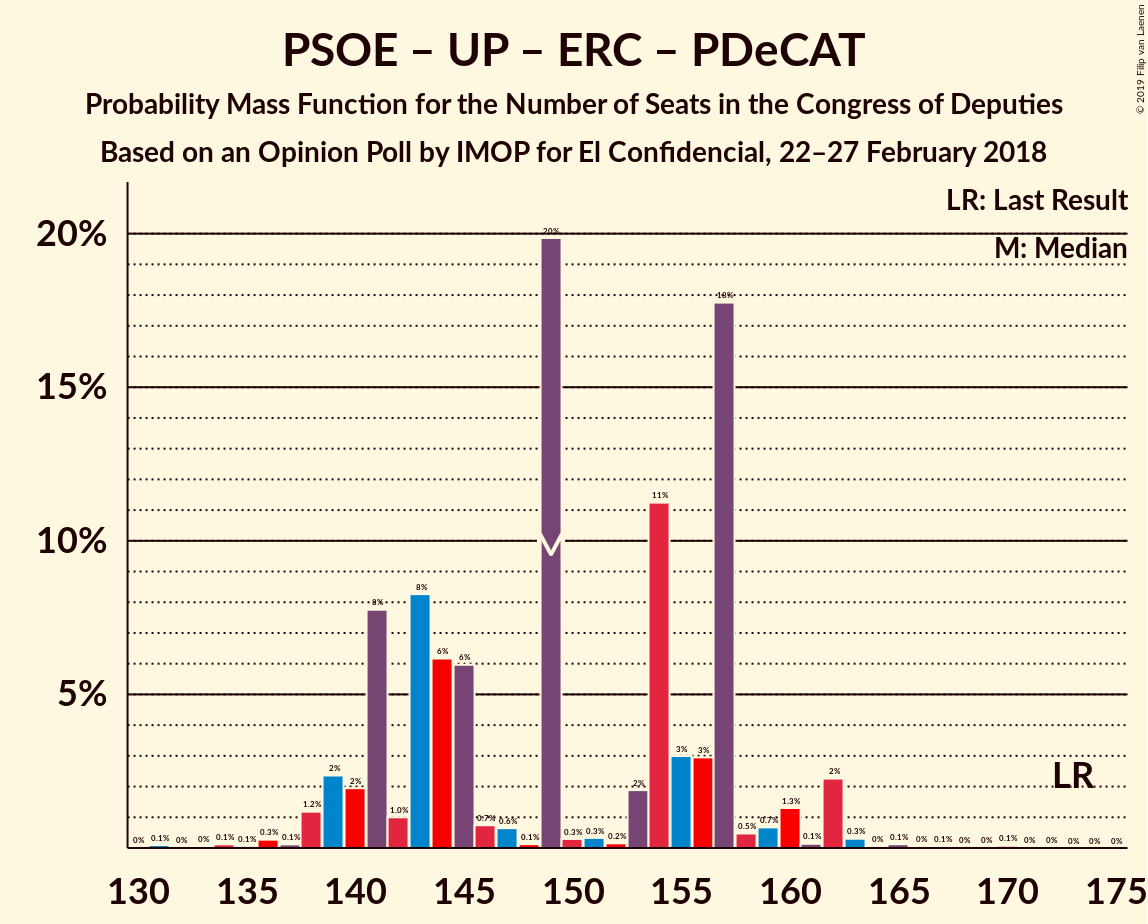 PSOE – UP – ERC – PDeCAT
Probability Mass Function for the Number of Seats in the Congress of Deputies
Based on an Opinion Poll by IMOP for El Confidencial, 22–27 February 2018
© 2019 Filip van Laenen
LR: Last Result
M: Median
20%
15%
10%
5%
0% 0.1% 0% 0% 0.1% 0.1% 0.3% 0.1% 1.2% 2% 2% 8% 1.0% 8% 6% 6% 0.7% 0.6% 0.1% 20% 0.3% 0.3% 0.2% 2% 11% 3% 3% 18% 0.5% 0.7% 1.3% 0.1% 2% 0.3% 0% 0.1% 0% 0.1% 0% 0% 0.1% 0% 0% 0% 0% 0%
LR
130 135 140 145 150 155 160 165 170 175